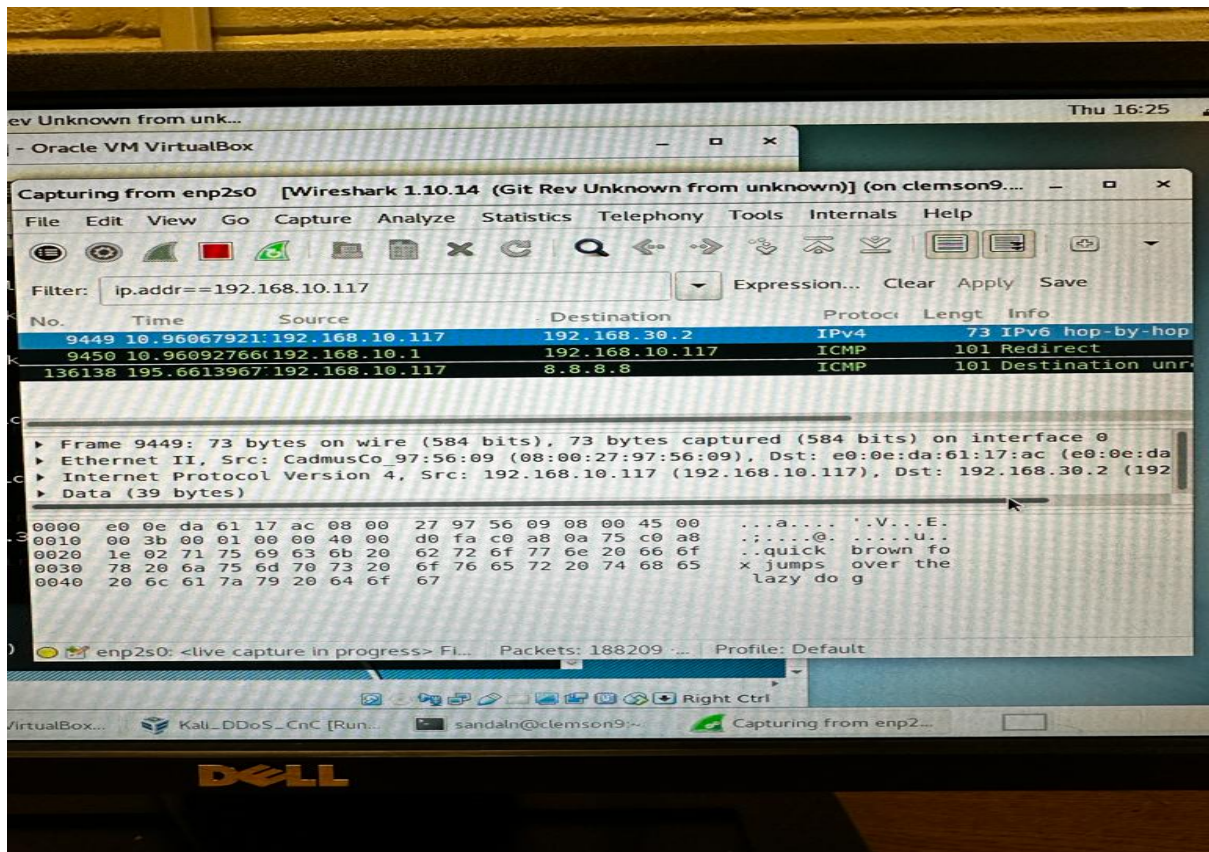 ev Unknown from unk...
Thu 16:25
- Oracle VM VirtualBox
Capturing from enp2s0 [Wireshark 1.10.14 (Git Rev Unknown from unknown)] (on clemson9....
File Edit View Go Capture Analyze Statistics Telephony Tools Internals Help
Filter: ip.addr==192.168.10.117 Expression... Clear Apply Save
No. Time Source Destination Protoc Lengt Info
9449 10.96067921: 192.168.10.117 192.168.30.2 IPv4 73 IPv6 hop-by-hop
9450 10.96092766( 192.168.10.1 192.168.10.117 ICMP 101 Redirect
136138 195.6613967 192.168.10.117 8.8.8.8 ICMP 101 Destination unr
Frame 9449: 73 bytes on wire (584 bits), 73 bytes captured (584 bits) on interface 0
Ethernet II, Src: CadmusCo_97:56:09 (08:00:27:97:56:09), Dst: e0:0e:da:61:17:ac (e0:0e:da
Internet Protocol Version 4, Src: 192.168.10.117 (192.168.10.117), Dst: 192.168.30.2 (192
Data (39 bytes)
0000 e0 0e da 61 17 ac 08 00 27 97 56 09 08 00 45 00 ...a.... '.V...E.
0010 00 3b 00 01 00 00 40 00 d0 fa c0 a8 0a 75 c0 a8 .;....@. .....u..
0020 1e 02 71 75 69 63 6b 20 62 72 6f 77 6e 20 66 6f ..quick brown fo
0030 78 20 6a 75 6d 70 73 20 6f 76 65 72 20 74 68 65 x jumps over the
0040 20 6c 61 7a 79 20 64 6f 67 lazy do g
enp2s0: <live capture in progress> Fi... Packets: 188209 ... Profile: Default
Right Ctrl
VirtualBox... Kali_DDoS_CnC [Run... sandaln@clemson9:~ Capturing from enp2...
DELL